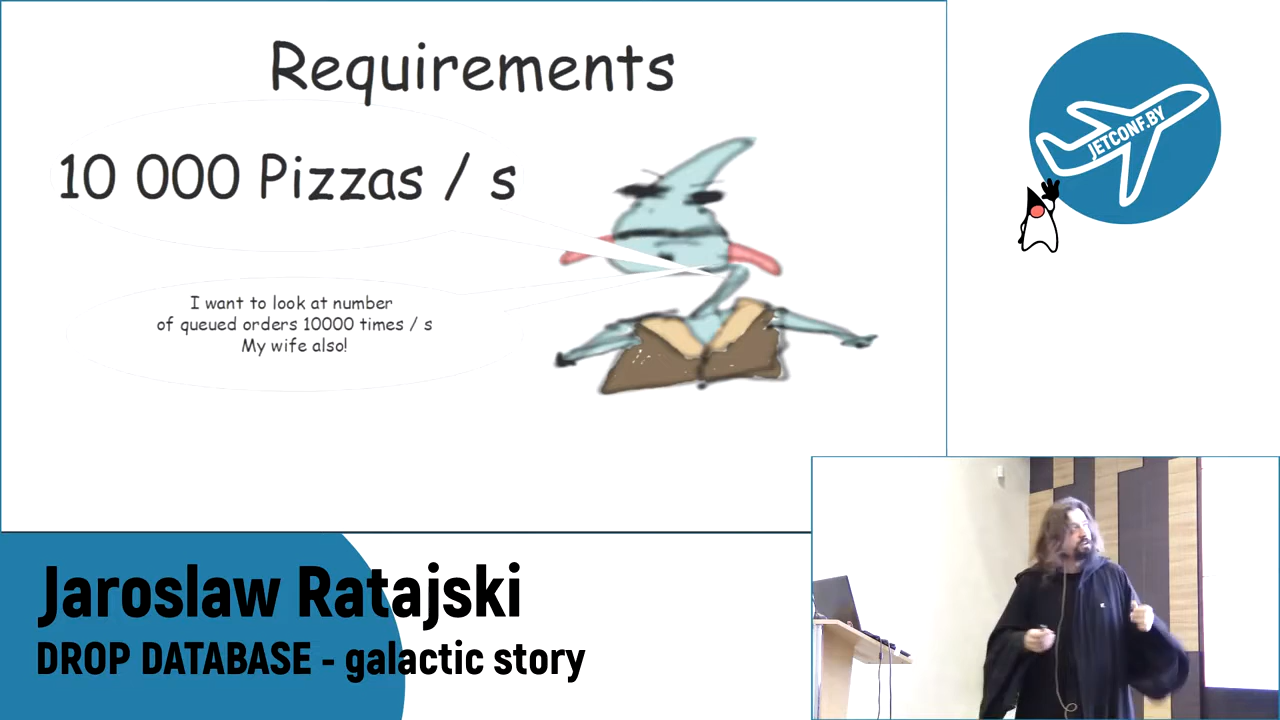 Requirements
10 000 Pizzas / s
I want to look at number
of queued orders 10000 times / s
My wife also!
JETCONF.BY
Jaroslaw Ratajski
DROP DATABASE - galactic story